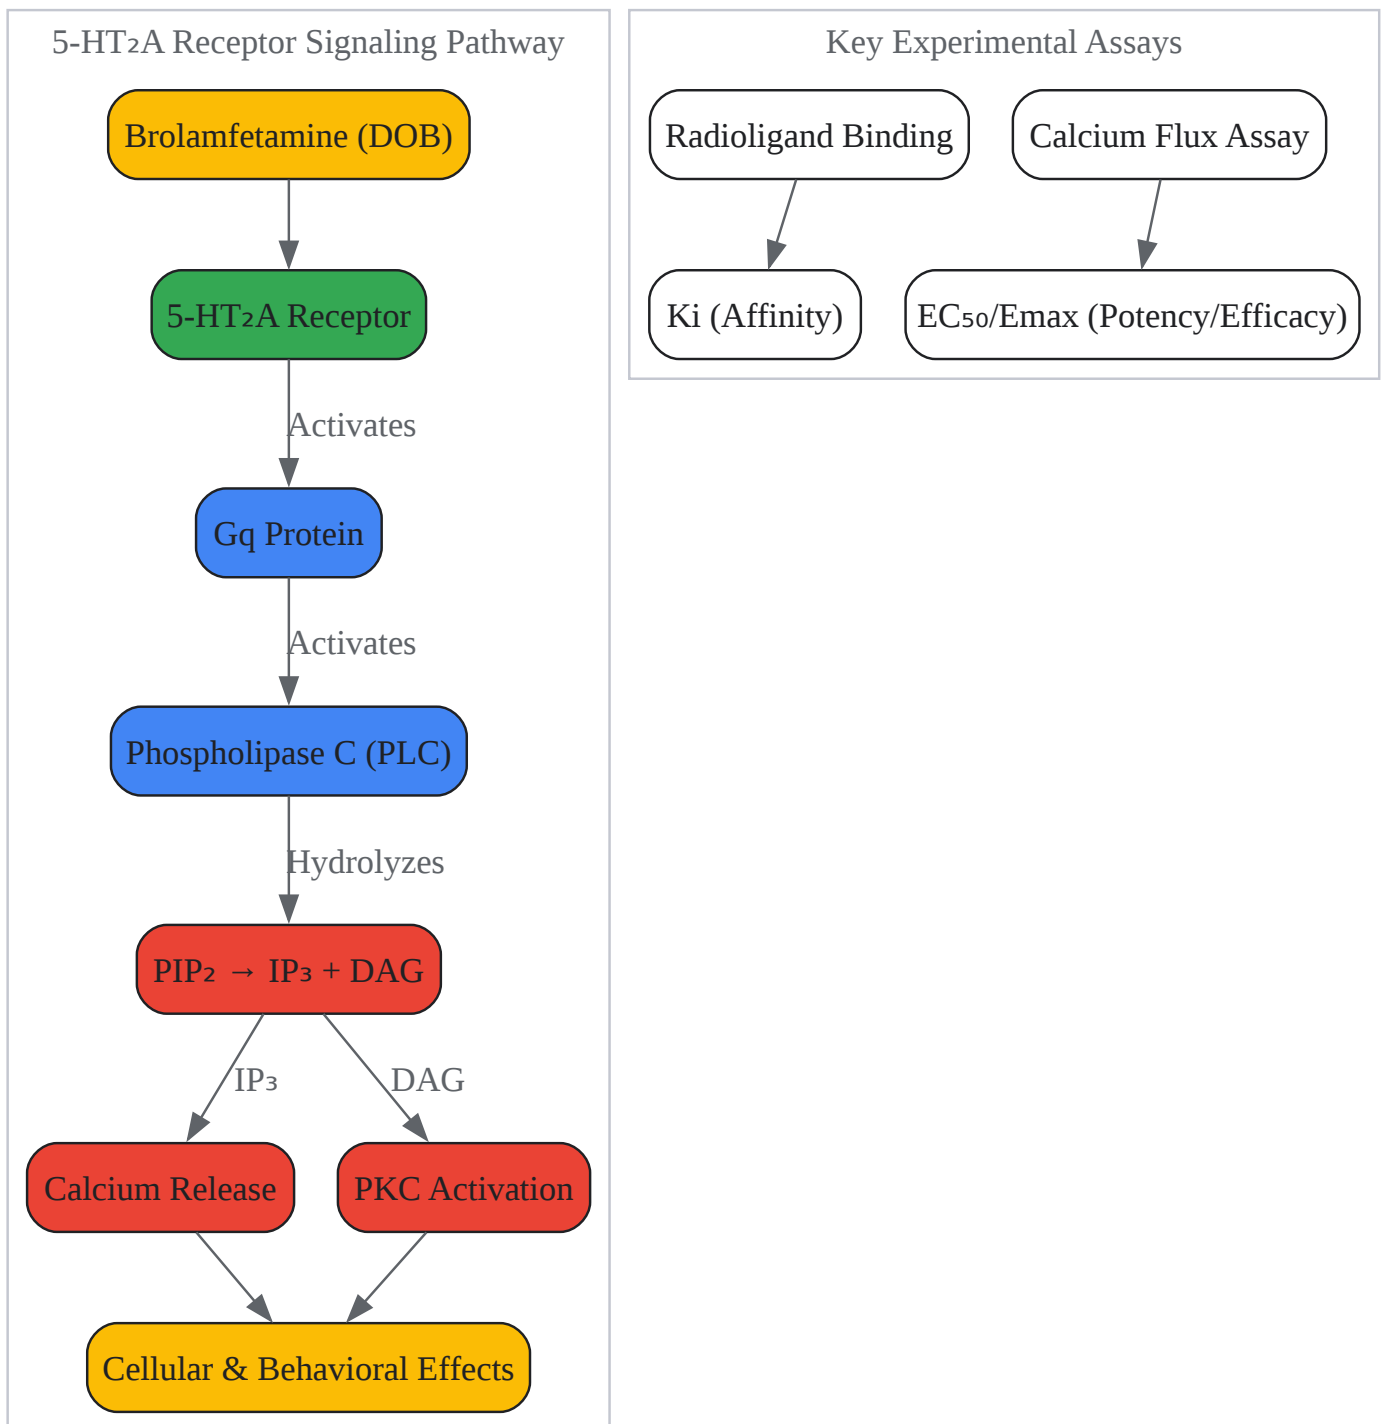 5-HT₂A Receptor Signaling Pathway
Brolamfetamine (DOB)
5-HT₂A Receptor
Activates
Gq Protein
Activates
Phospholipase C (PLC)
Hydrolyzes
PIP₂ → IP₃ + DAG
IP₃
DAG
Calcium Release
PKC Activation
Cellular & Behavioral Effects
Key Experimental Assays
Radioligand Binding
Calcium Flux Assay
Ki (Affinity)
EC₅₀/Emax (Potency/Efficacy)